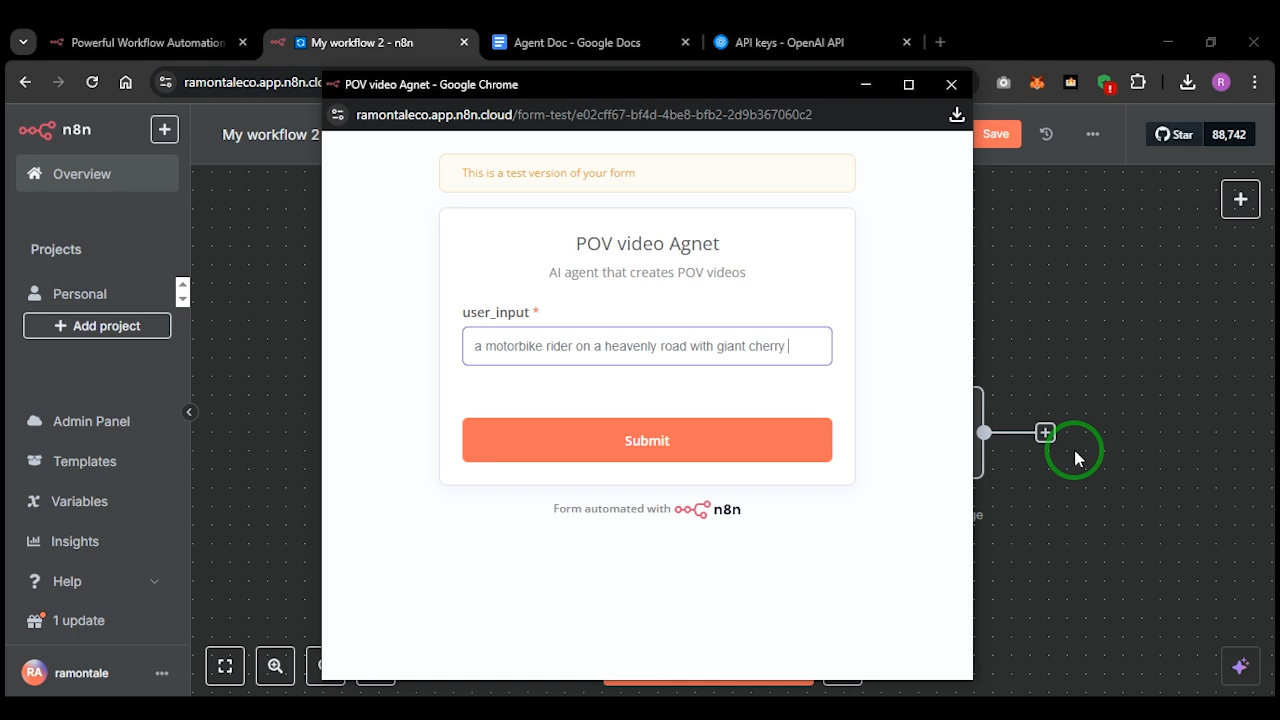 Powerful Workflow Automation
My workflow 2 - n8n
Agent Doc - Google Docs
API keys - OpenAI API
ramontaleco.app.n8n.clo
POV video Agnet - Google Chrome
R
ramontaleco.app.n8n.cloud/form-test/e02cff67-bf4d-4be8-bfb2-2d9b367060c2
n8n
My workflow 2
Save
Star
88,742
Overview
Projects
Personal
Add project
Admin Panel
Templates
Variables
Insights
Help
1 update
RA
ramontale
This is a test version of your form
POV video Agnet
AI agent that creates POV videos
user_input *
a motorbike rider on a heavenly road with giant cherry
Submit
Form automated with n8n
ge